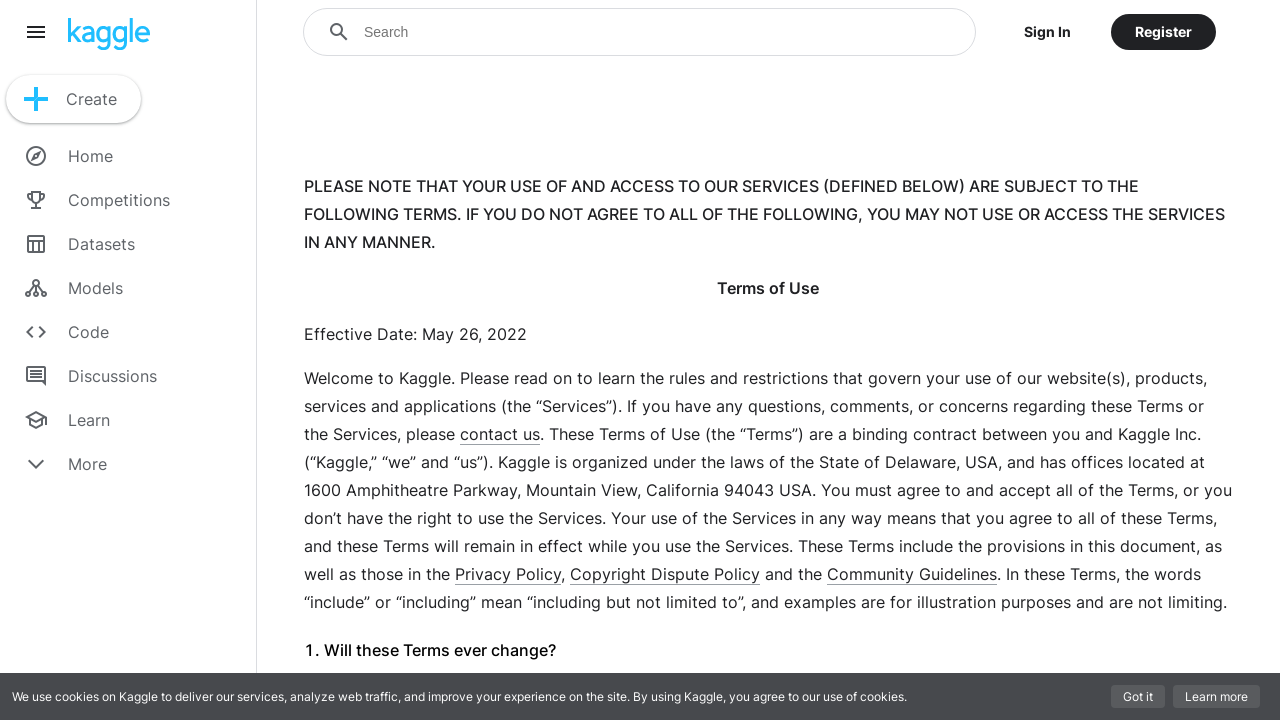 kaggle
Search
Sign In
Register
Create
Home
Competitions
Datasets
Models
Code
Discussions
Learn
More
PLEASE NOTE THAT YOUR USE OF AND ACCESS TO OUR SERVICES (DEFINED BELOW) ARE SUBJECT TO THE
FOLLOWING TERMS. IF YOU DO NOT AGREE TO ALL OF THE FOLLOWING, YOU MAY NOT USE OR ACCESS THE SERVICES
IN ANY MANNER.
Terms of Use
Effective Date: May 26, 2022
Welcome to Kaggle. Please read on to learn the rules and restrictions that govern your use of our website(s), products,
services and applications (the “Services”). If you have any questions, comments, or concerns regarding these Terms or
the Services, please contact us. These Terms of Use (the “Terms”) are a binding contract between you and Kaggle Inc.
(“Kaggle,” “we” and “us”). Kaggle is organized under the laws of the State of Delaware, USA, and has offices located at
1600 Amphitheatre Parkway, Mountain View, California 94043 USA. You must agree to and accept all of the Terms, or you
don’t have the right to use the Services. Your use of the Services in any way means that you agree to all of these Terms,
and these Terms will remain in effect while you use the Services. These Terms include the provisions in this document, as
well as those in the Privacy Policy, Copyright Dispute Policy and the Community Guidelines. In these Terms, the words
“include” or “including” mean “including but not limited to”, and examples are for illustration purposes and are not limiting.
1. Will these Terms ever change?
We use cookies on Kaggle to deliver our services, analyze web traffic, and improve your experience on the site. By using Kaggle, you agree to our use of cookies.
Got it
Learn more